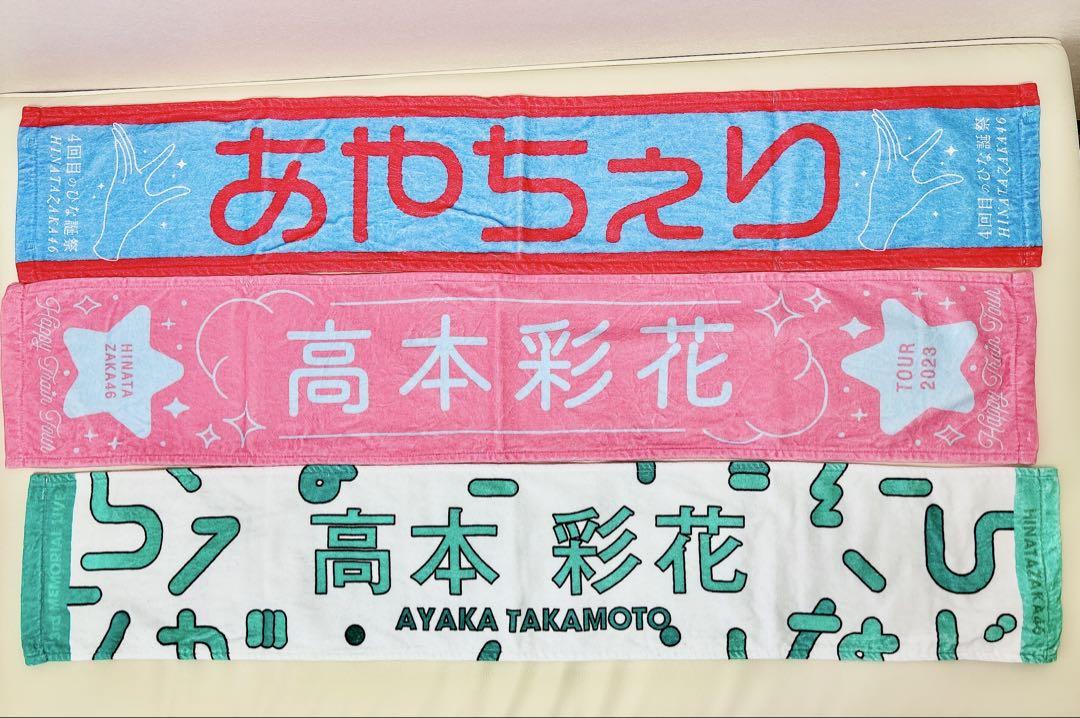 4回目のひな誕祭
HINATAZAKA46
あやちぇり
4回目のひな誕祭
HINATAZAKA46
Happy Train Tour
HINATA
ZAKA46
高本彩花
TOUR
2023
Happy Train Tour
MEMORIAL LIVE
高本 彩花
AYAKA TAKAMOTO
HINATAZAKA46